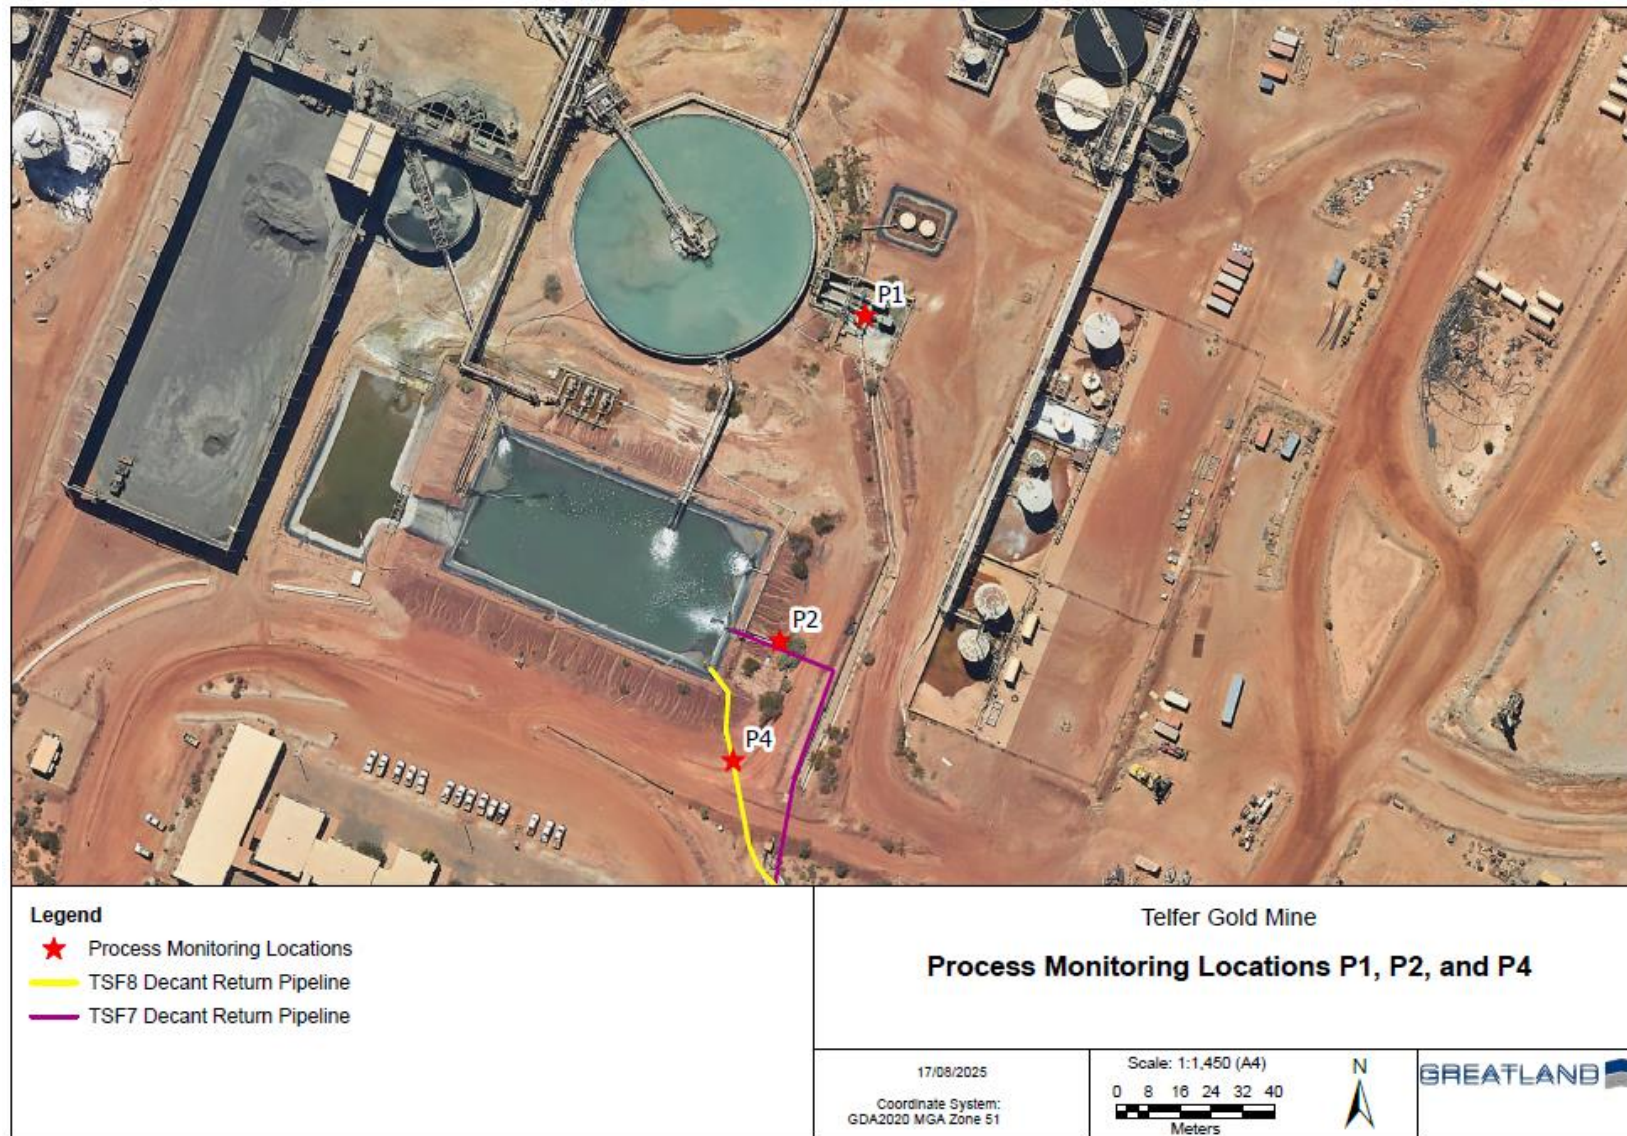 P1
P2
P4
Legend
Process Monitoring Locations
TSF8 Decant Return Pipeline
TSF7 Decant Return Pipeline
Telfer Gold Mine
Process Monitoring Locations P1, P2, and P4
17/08/2025
Coordinate System:
GDA2020 MGA Zone 51
Scale: 1:1,450 (A4)
0 8 16 24 32 40
Meters
N
GREATLAND